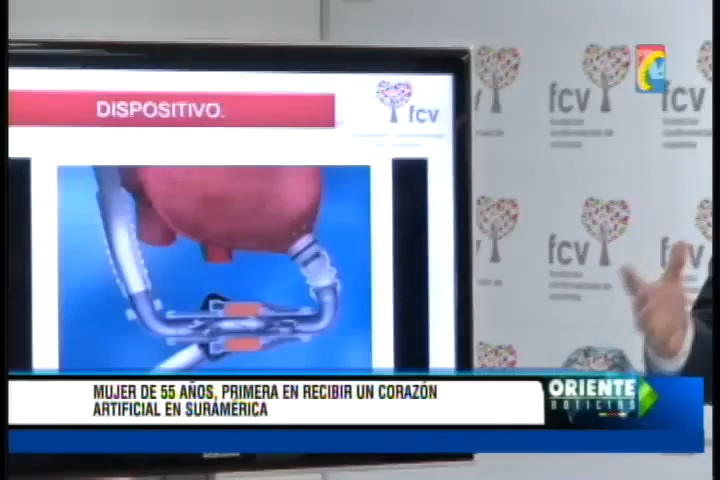 DISPOSITIVO.
fcv
fcv
fcv
fcv
fcv
MUJER DE 55 AÑOS, PRIMERA EN RECIBIR UN CORAZÓN
ARTIFICIAL EN SURAMÉRICA
ORIENTE
NOTICIAS